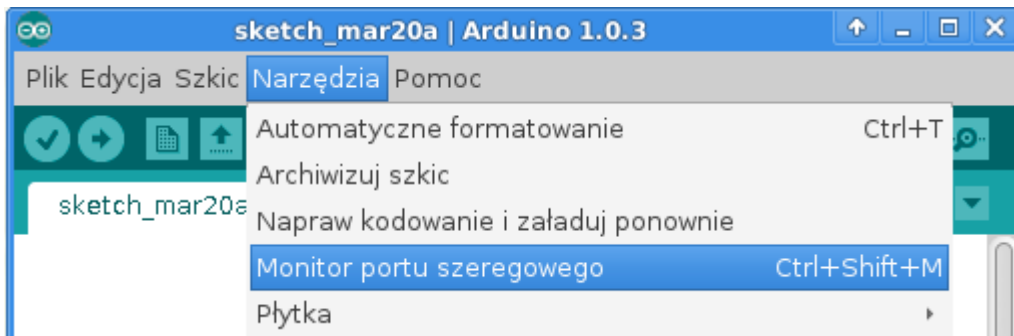 sketch_mar20a | Arduino 1.0.3
Plik Edycja Szkic Narzędzia Pomoc
Automatyczne formatowanie Ctrl+T
Archiwizuj szkic
sketch_mar20a
Napraw kodowanie i załaduj ponownie
Monitor portu szeregowego Ctrl+Shift+M
Płytka